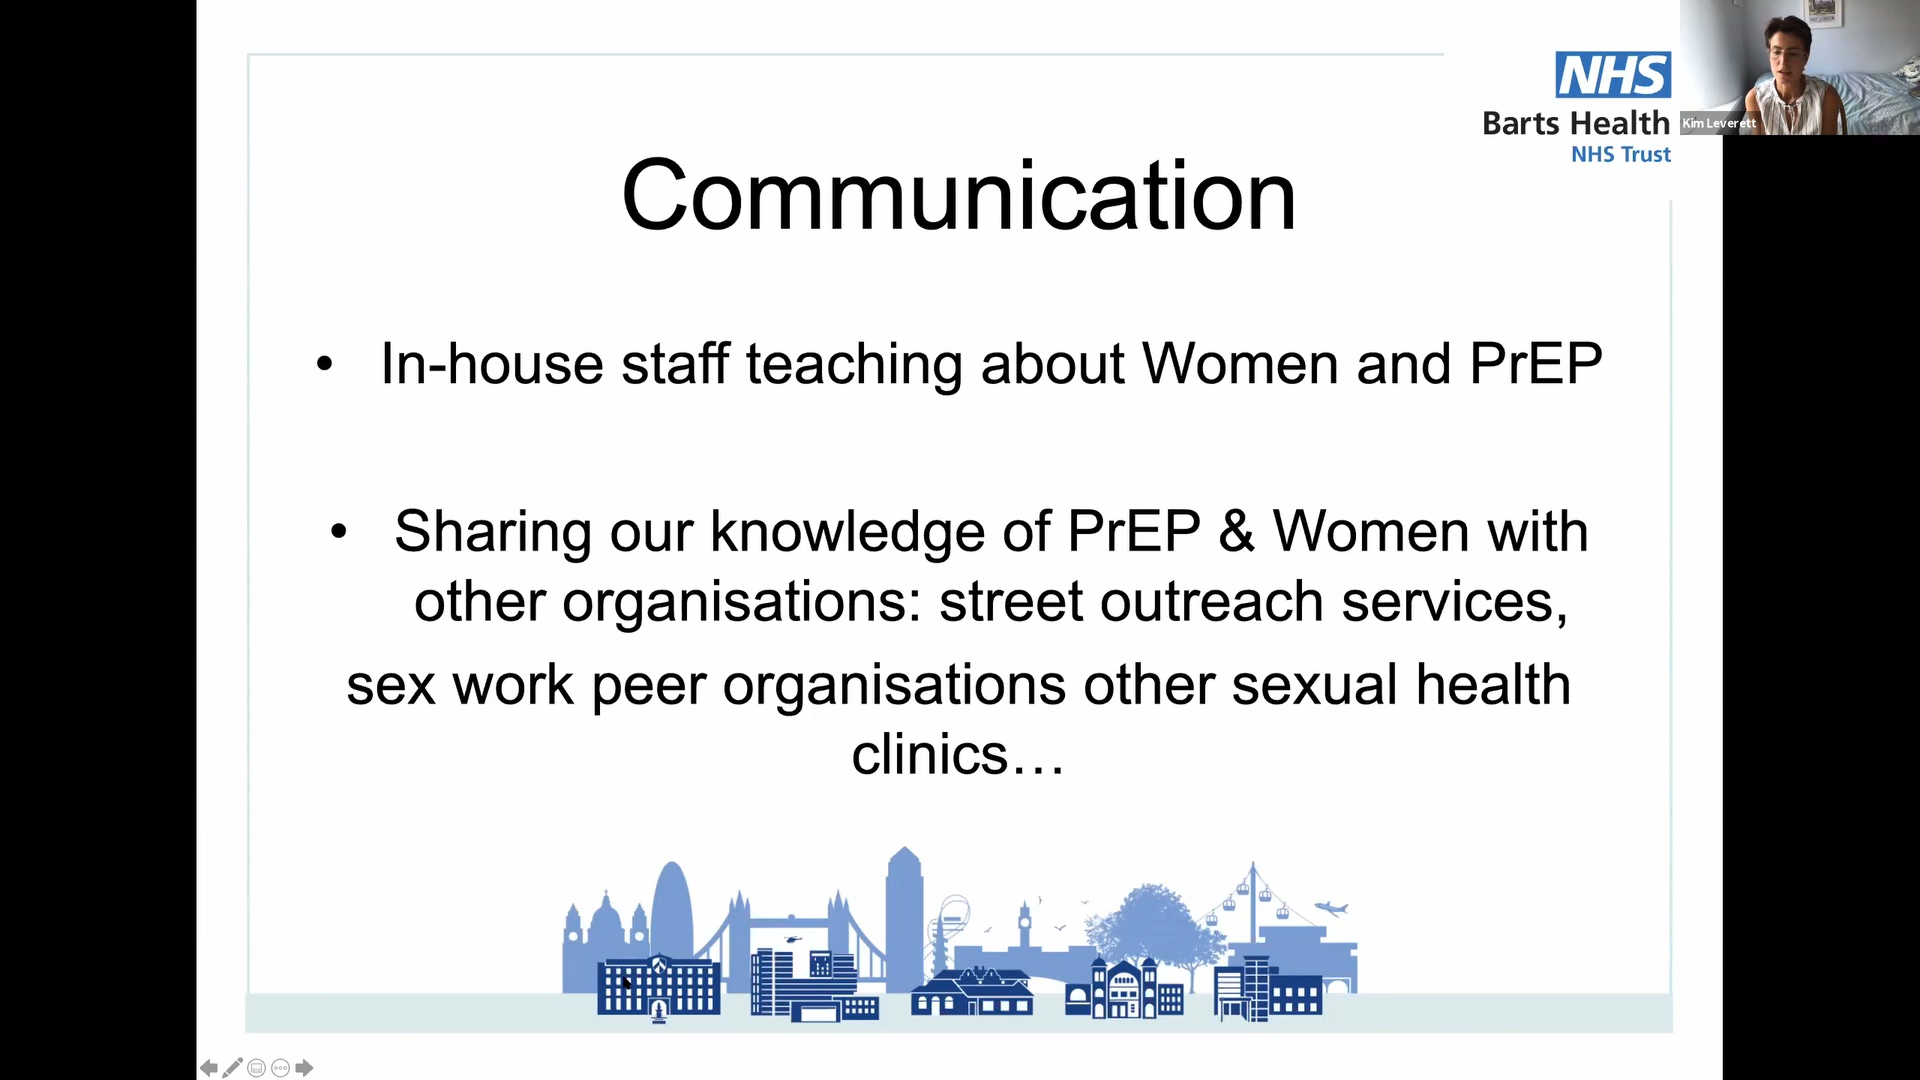 NHS
Barts Health
NHS Trust
Kim Leverett
Communication
• In-house staff teaching about Women and PrEP
• Sharing our knowledge of PrEP & Women with
other organisations: street outreach services,
sex work peer organisations other sexual health
clinics…